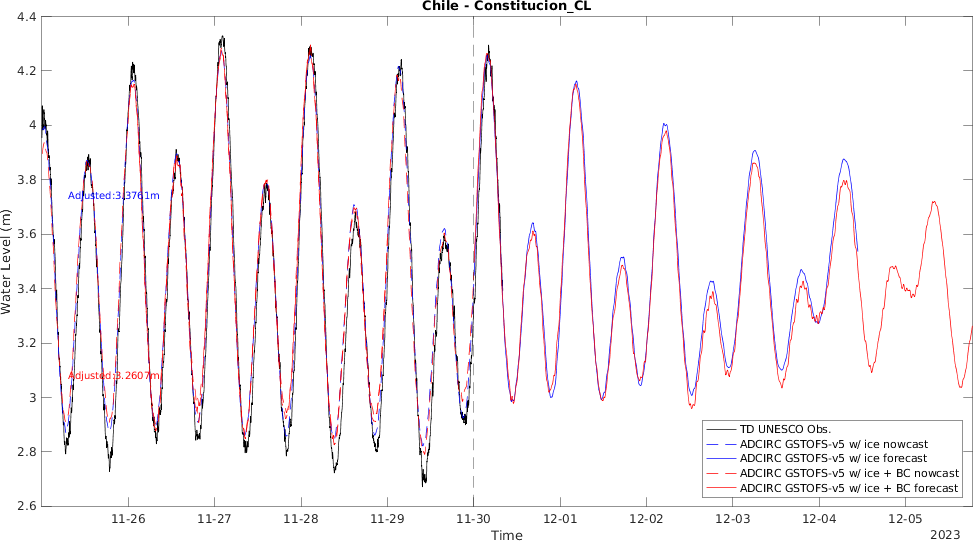 Chile - Constitucion_CL
4.4
4.2
4
3.8
3.6
3.4
3.2
3
2.8
2.6
Water Level (m)
Adjusted:3.3761m
Adjusted:3.2607m
TD UNESCO Obs.
ADCIRC GSTOFS-v5 w/ ice nowcast
ADCIRC GSTOFS-v5 w/ ice forecast
ADCIRC GSTOFS-v5 w/ ice + BC nowcast
ADCIRC GSTOFS-v5 w/ ice + BC forecast
11-26 11-27 11-28 11-29 11-30 12-01 12-02 12-03 12-04 12-05
Time
2023